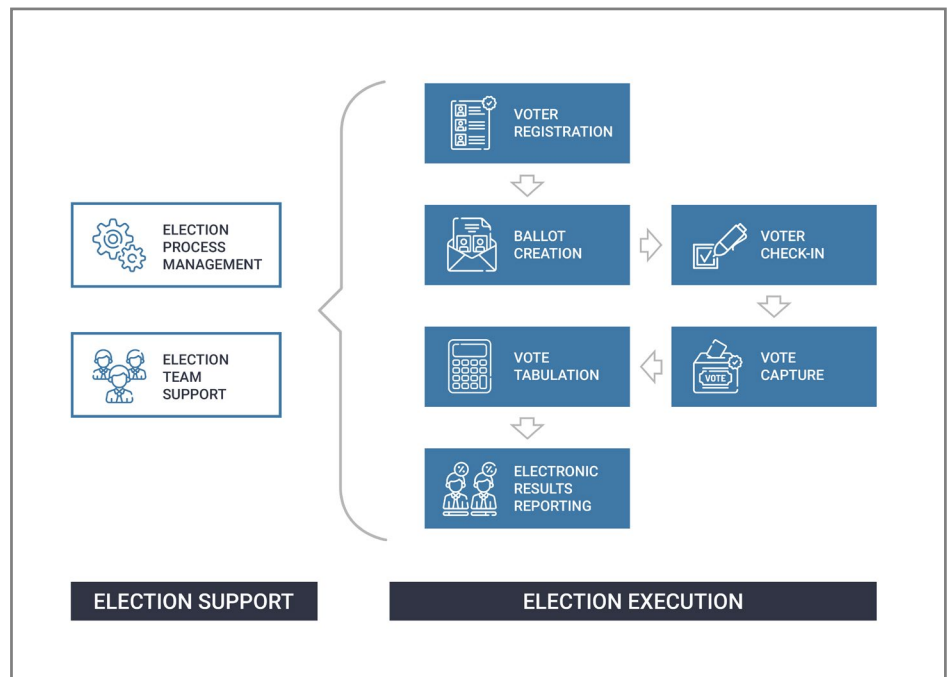 VOTER
REGISTRATION
ELECTION
PROCESS
MANAGEMENT
BALLOT
CREATION
VOTER
CHECK-IN
ELECTION
TEAM
SUPPORT
VOTE
TABULATION
VOTE
VOTE
CAPTURE
ELECTRONIC
RESULTS
REPORTING
ELECTION SUPPORT
ELECTION EXECUTION